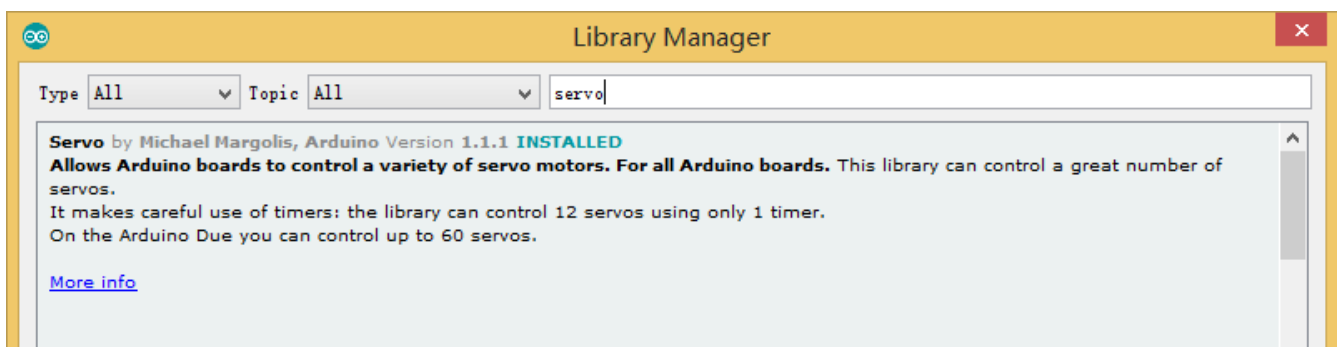 Library Manager
Type All Topic All servo
Servo by Michael Margolis, Arduino Version 1.1.1 INSTALLED
Allows Arduino boards to control a variety of servo motors. For all Arduino boards. This library can control a great number of
servos.
It makes careful use of timers: the library can control 12 servos using only 1 timer.
On the Arduino Due you can control up to 60 servos.
More info